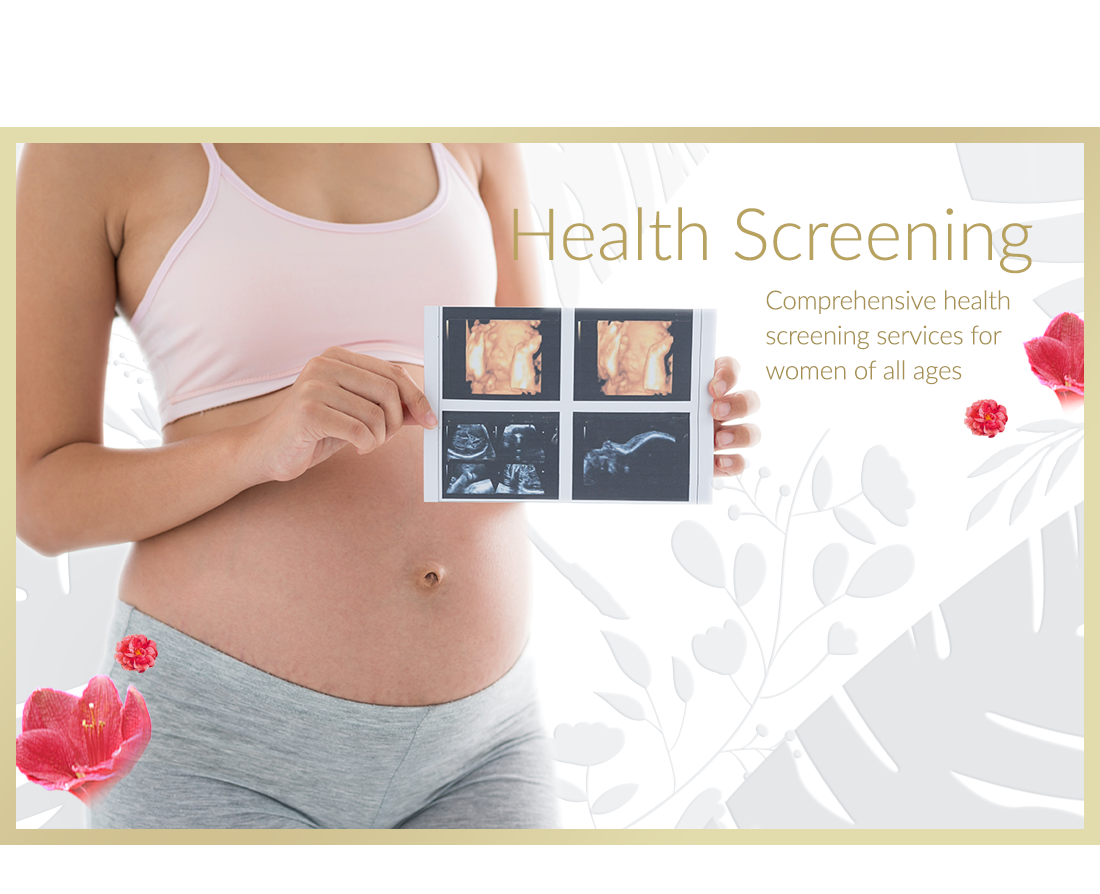 Health Screening
Comprehensive health
screening services for
women of all ages